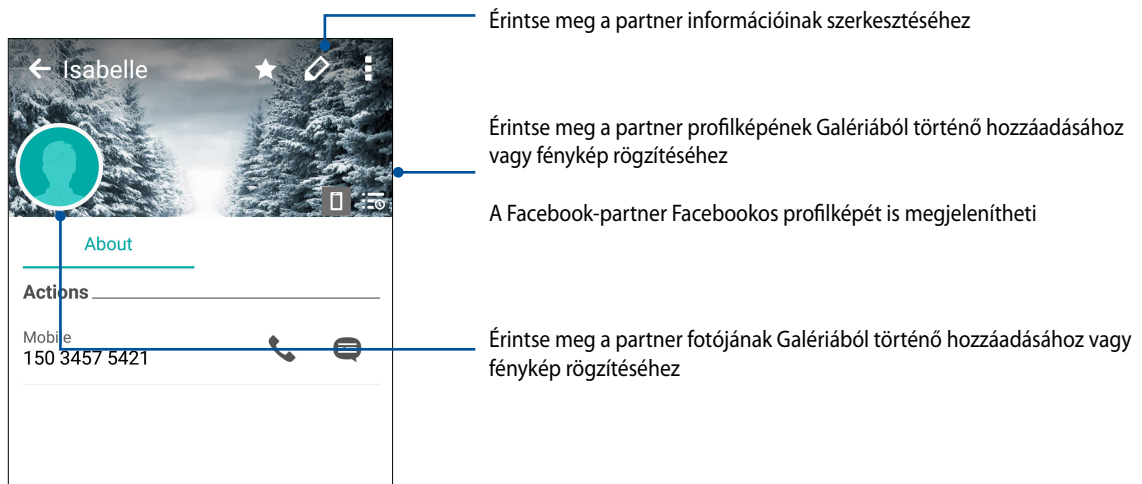 Érintse meg a partner információinak szerkesztéséhez
Isabelle
Érintse meg a partner profilképének Galériából történő hozzáadásához
vagy fénykép rögzítéséhez
A Facebook-partner Facebookos profilképét is megjelenítheti
About
Actions
Mobile
150 3457 5421
Érintse meg a partner fotójának Galériából történő hozzáadásához vagy
fénykép rögzítéséhez